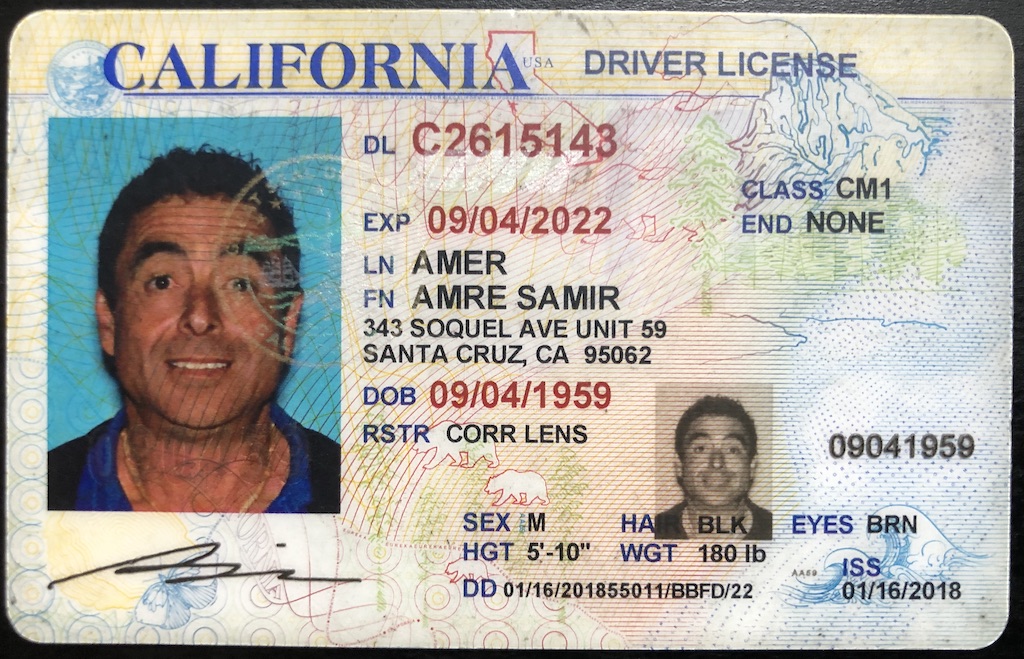 CALIFORNIA USA DRIVER LICENSE
DL C2615143
CLASS CM1
EXP 09/04/2022
END NONE
LN AMER
FN AMRE SAMIR
343 SOQUEL AVE UNIT 59
SANTA CRUZ, CA 95062
DOB 09/04/1959
RSTR CORR LENS
09041959
SEX M HAIR BLK EYES BRN
HGT 5'-10" WGT 180 lb
ISS
DD 01/16/201855011/BBFD/22
01/16/2018